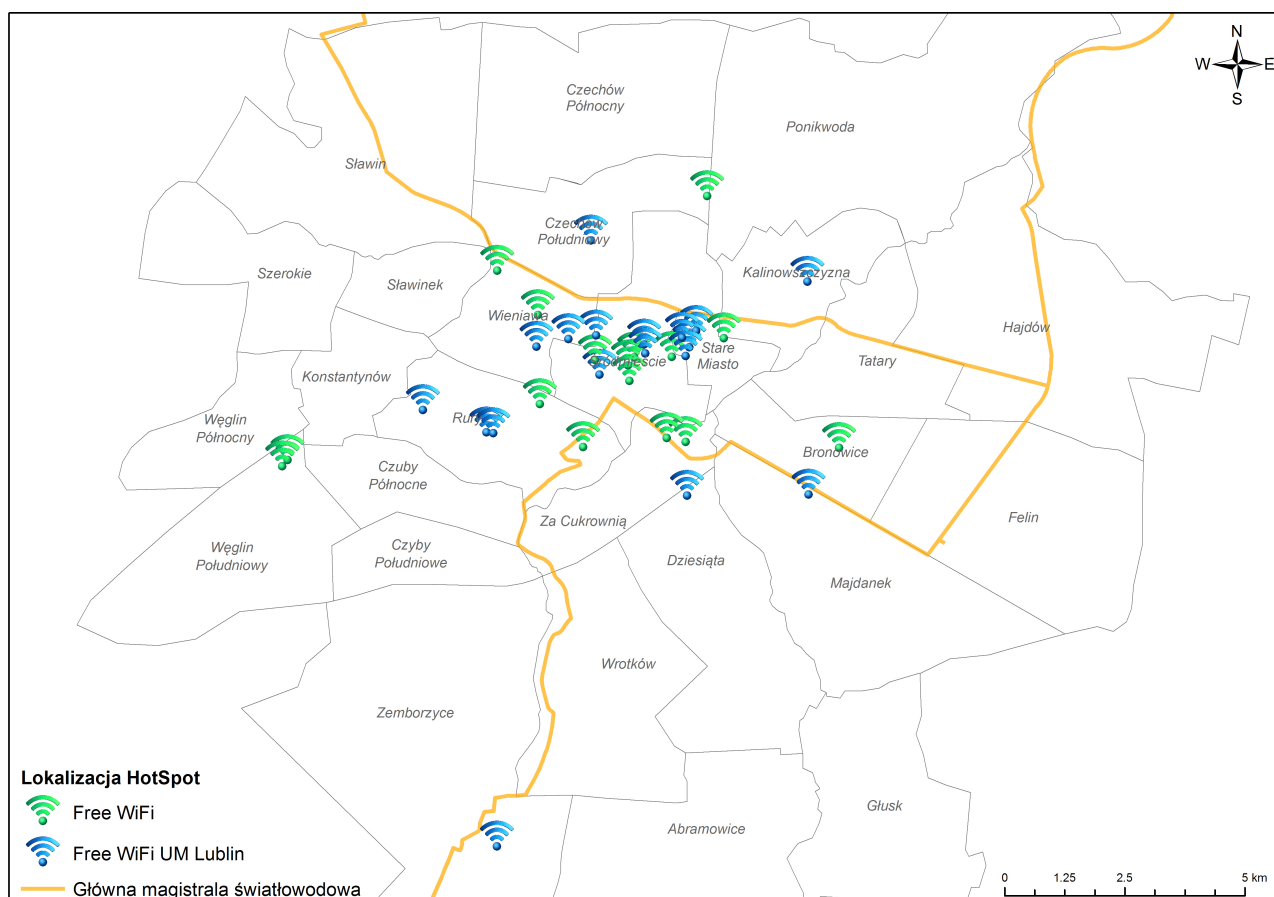 N
W E
S
Czechów
Północny
Ponikwoda
Sławin
Czechów
Południowy
Szerokie
Sławinek
Kalinowszczyzna
Wieniawa
Hajdów
Stare
Miasto
Śródmieście
Tatary
Konstantynów
Węglin
Północny
Rury
Bronowice
Czuby
Północne
Za Cukrownią
Felin
Węglin
Południowy
Czyby
Południowe
Dziesiąta
Majdanek
Wrotków
Zemborzyce
Głusk
Abramowice
Lokalizacja HotSpot
Free WiFi
Free WiFi UM Lublin
Główna magistrala światłowodowa
0 1.25 2.5 5 km